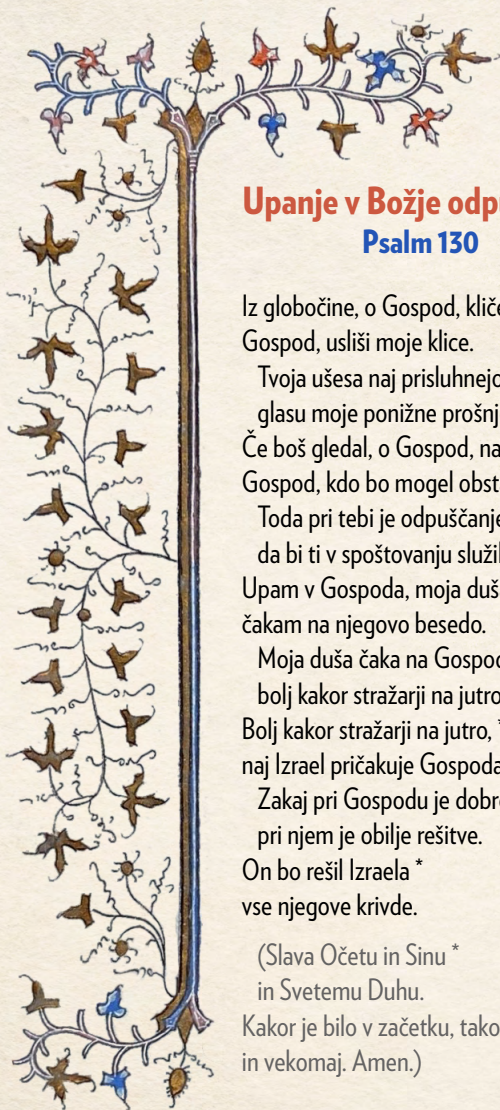 Upanje v Božje odpu
Psalm 130
Iz globočine, o Gospod, kliče
Gospod, usliši moje klice.
Tvoja ušesa naj prisluhnejo
glasu moje ponižne prošnj
Če boš gledal, o Gospod, na
Gospod, kdo bo mogel obst
Toda pri tebi je odpuščanje
da bi ti v spoštovanju služil
Upam v Gospoda, moja duš
čakam na njegovo besedo.
Moja duša čaka na Gospod
bolj kakor stražarji na jutro
Bolj kakor stražarji na jutro, *
naj Izrael pričakuje Gospoda
Zakaj pri Gospodu je dobr
pri njem je obilje rešitve.
On bo rešil Izraela *
vse njegove krivde.
(Slava Očetu in Sinu *
in Svetemu Duhu.
Kakor je bilo v začetku, tako
in vekomaj. Amen.)